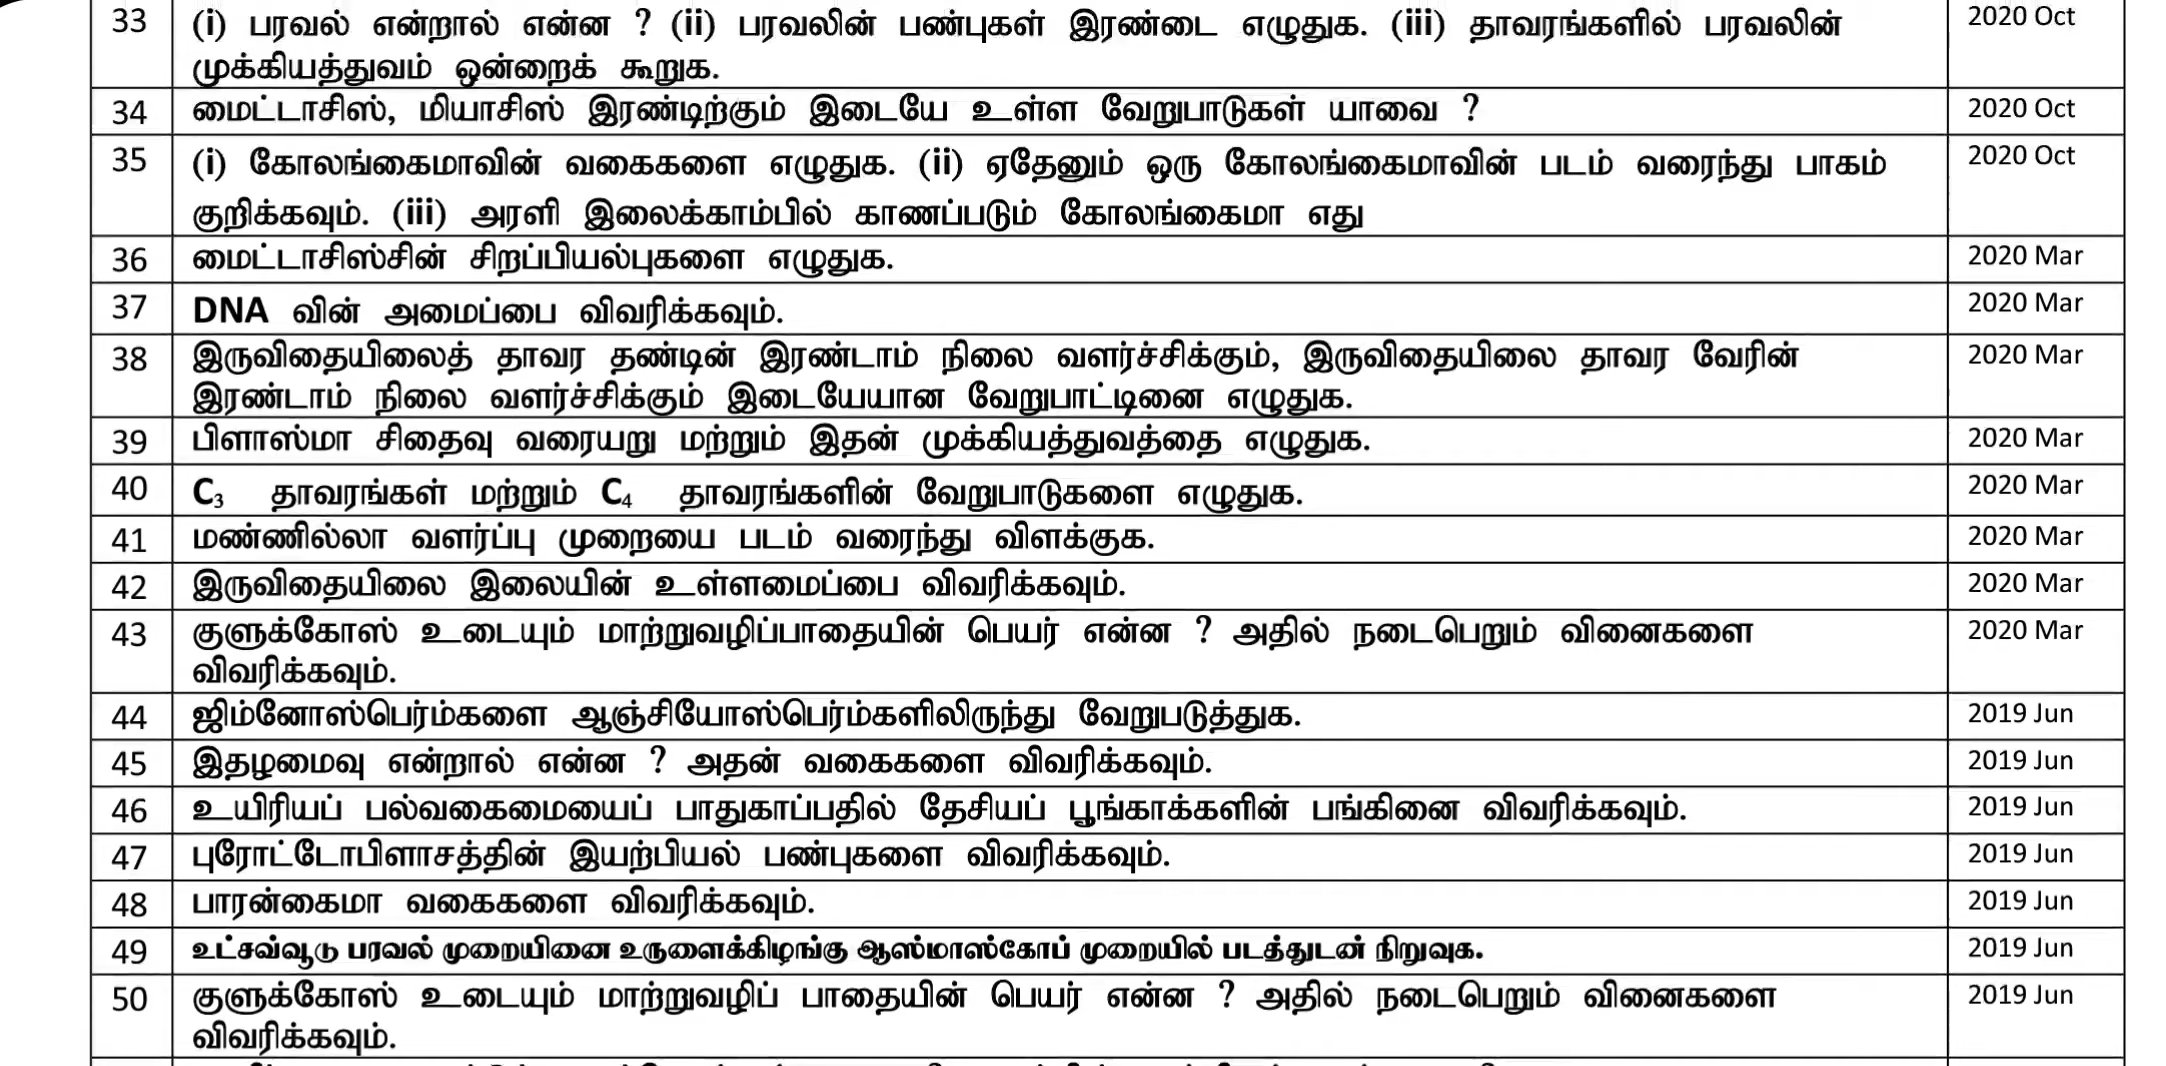 33 (i) பரவல் என்றால் என்ன ? (ii) பரவலின் பண்புகள் இரண்டை எழுதுக. (iii) தாவரங்களில் பரவலின் 2020 Oct
முக்கியத்துவம் ஒன்றைக் கூறுக.
34 மைட்டாசிஸ், மியாசிஸ் இரண்டிற்கும் இடையே உள்ள வேறுபாடுகள் யாவை ? 2020 Oct
35 (i) கோலங்கைமாவின் வகைகளை எழுதுக. (ii) ஏதேனும் ஒரு கோலங்கைமாவின் படம் வரைந்து பாகம் 2020 Oct
குறிக்கவும். (iii) அரளி இலைக்காம்பில் காணப்படும் கோலங்கைமா எது
36 மைட்டாசிஸ்சின் சிறப்பியல்புகளை எழுதுக. 2020 Mar
37 DNA வின் அமைப்பை விவரிக்கவும். 2020 Mar
38 இருவிதையிலைத் தாவர தண்டின் இரண்டாம் நிலை வளர்ச்சிக்கும், இருவிதையிலை தாவர வேரின் 2020 Mar
இரண்டாம் நிலை வளர்ச்சிக்கும் இடையேயான வேறுபாட்டினை எழுதுக.
39 பிளாஸ்மா சிதைவு வரையறு மற்றும் இதன் முக்கியத்துவத்தை எழுதுக. 2020 Mar
40 C₃ தாவரங்கள் மற்றும் C₄ தாவரங்களின் வேறுபாடுகளை எழுதுக. 2020 Mar
41 மண்ணில்லா வளர்ப்பு முறையை படம் வரைந்து விளக்குக. 2020 Mar
42 இருவிதையிலை இலையின் உள்ளமைப்பை விவரிக்கவும். 2020 Mar
43 குளுக்கோஸ் உடையும் மாற்றுவழிப்பாதையின் பெயர் என்ன ? அதில் நடைபெறும் வினைகளை 2020 Mar
விவரிக்கவும்.
44 ஜிம்னோஸ்பெர்ம்களை ஆஞ்சியோஸ்பெர்ம்களிலிருந்து வேறுபடுத்துக. 2019 Jun
45 இதழமைவு என்றால் என்ன ? அதன் வகைகளை விவரிக்கவும். 2019 Jun
46 உயிரியப் பல்வகைமையைப் பாதுகாப்பதில் தேசியப் பூங்காக்களின் பங்கினை விவரிக்கவும். 2019 Jun
47 புரோட்டோபிளாசத்தின் இயற்பியல் பண்புகளை விவரிக்கவும். 2019 Jun
48 பாரன்கைமா வகைகளை விவரிக்கவும். 2019 Jun
49 உட்சவ்வூடு பரவல் முறையினை உருளைக்கிழங்கு ஆஸ்மாஸ்கோப் முறையில் படத்துடன் நிறுவுக. 2019 Jun
50 குளுக்கோஸ் உடையும் மாற்றுவழிப் பாதையின் பெயர் என்ன ? அதில் நடைபெறும் வினைகளை 2019 Jun
விவரிக்கவும்.